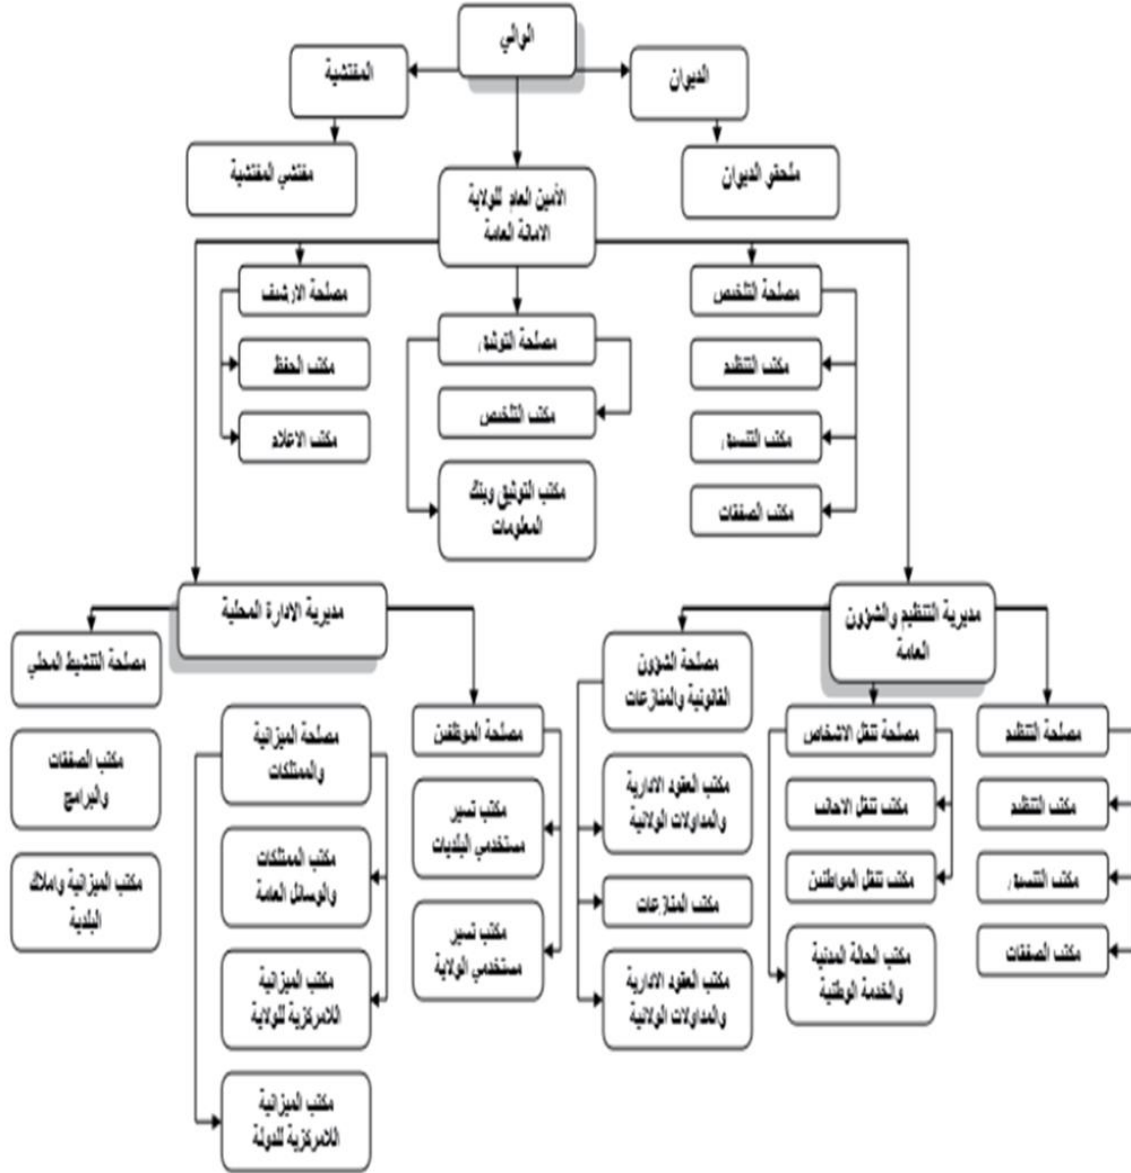 الوالي
الديوان
المفتشية
ملحقو الديوان
مفتشي المفتشية
الأمين العام للولاية
الامانة العامة
مصلحة التلخيص
مكتب التنظيم
مكتب التنسيق
مكتب الصفقات
مصلحة التوثيق
مكتب التلخيص
مكتب التوثيق وبنك
المعلومات
مصلحة الارشيف
مكتب الحفظ
مكتب الاعلام
مديرية التنظيم والشؤون
العامة
مصلحة التنظيم
مكتب التنظيم
مكتب التنسيق
مكتب الصفقات
مصلحة تنقل الاشخاص
مكتب تنقل الاجانب
مكتب تنقل المواطنين
مكتب الحالة المدنية
والخدمة الوطنية
مصلحة الشؤون
القانونية والمنازعات
مكتب العقود الادارية
والمداولات الولائية
مكتب المنازعات
مكتب العقود الادارية
والمداولات الولائية
مديرية الادارة المحلية
مصلحة الموظفين
مكتب تسير
مستخدمي البلديات
مكتب تسير
مستخدمي الولاية
مصلحة الميزانية
والممتلكات
مكتب الممتلكات
والوسائل العامة
مكتب الميزانية
اللامركزية للولاية
مكتب الميزانية
اللامركزية للدولة
مصلحة التنشيط المحلي
مكتب الصفقات
والبرامج
مكتب الميزانية واملاك
البلدية